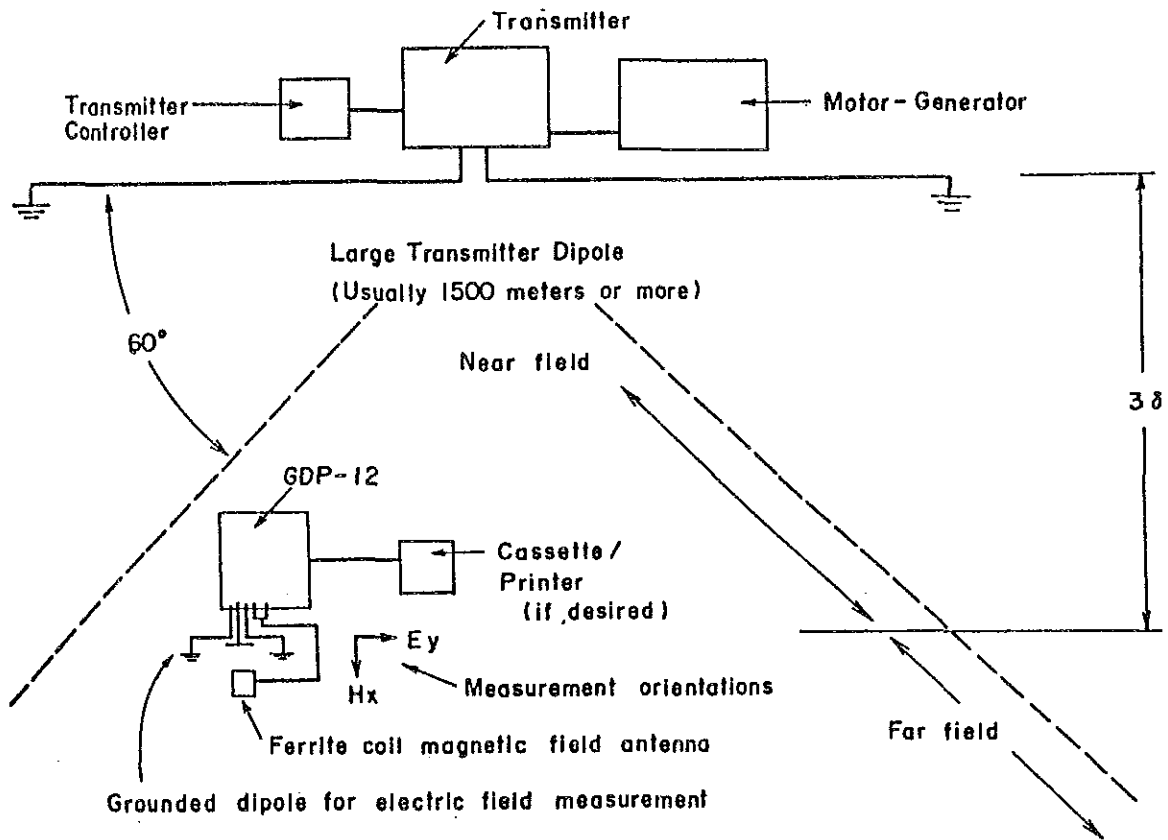 Transmitter
Transmitter
Controller
Motor-Generator
Large Transmitter Dipole
(Usually 1500 meters or more)
60°
Near field
3δ
GDP-12
Cassette/
Printer
(if ,desired)
Ey
Hx
Measurement orientations
Ferrite coil magnetic field antenna
Far field
Grounded dipole for electric field measurement